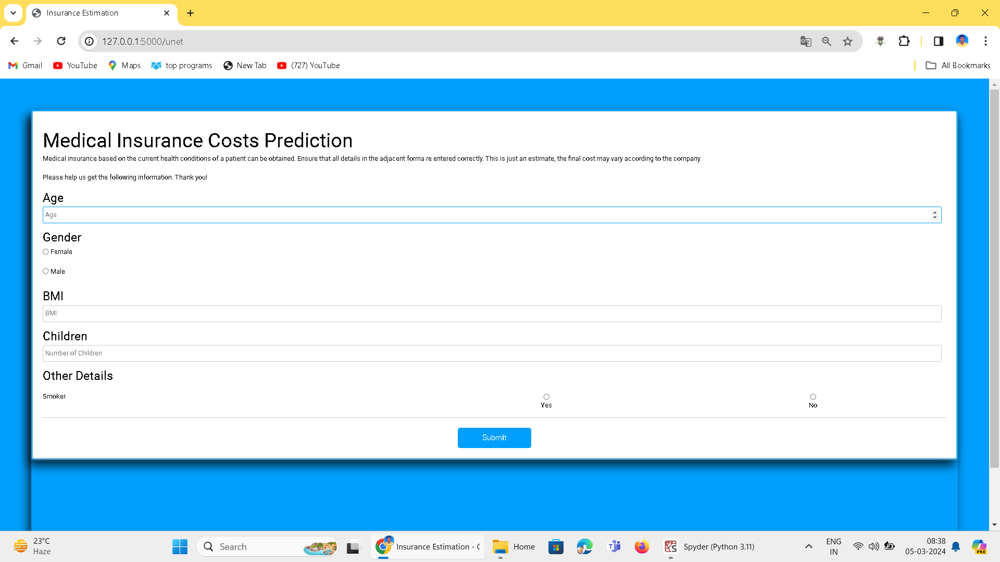 Insurance Estimation
127.0.0.1:5000/unet
Gmail YouTube Maps top programs New Tab (727) YouTube All Bookmarks
Medical Insurance Costs Prediction
Medical insurance based on the current health conditions of a patient can be obtained. Ensure that all details in the adjacent forma re entered correctly. This is just an estimate, the final cost may vary according to the company.
Please help us get the following information. Thank you!
Age
Age
Gender
Female
Male
BMI
BMI
Children
Number of Children
Other Details
Smoker
Yes No
Submit
23°C
Haze
Search
Insurance Estimation - G
Home
Spyder (Python 3.11)
ENG
IN
08:38
05-03-2024
PRE